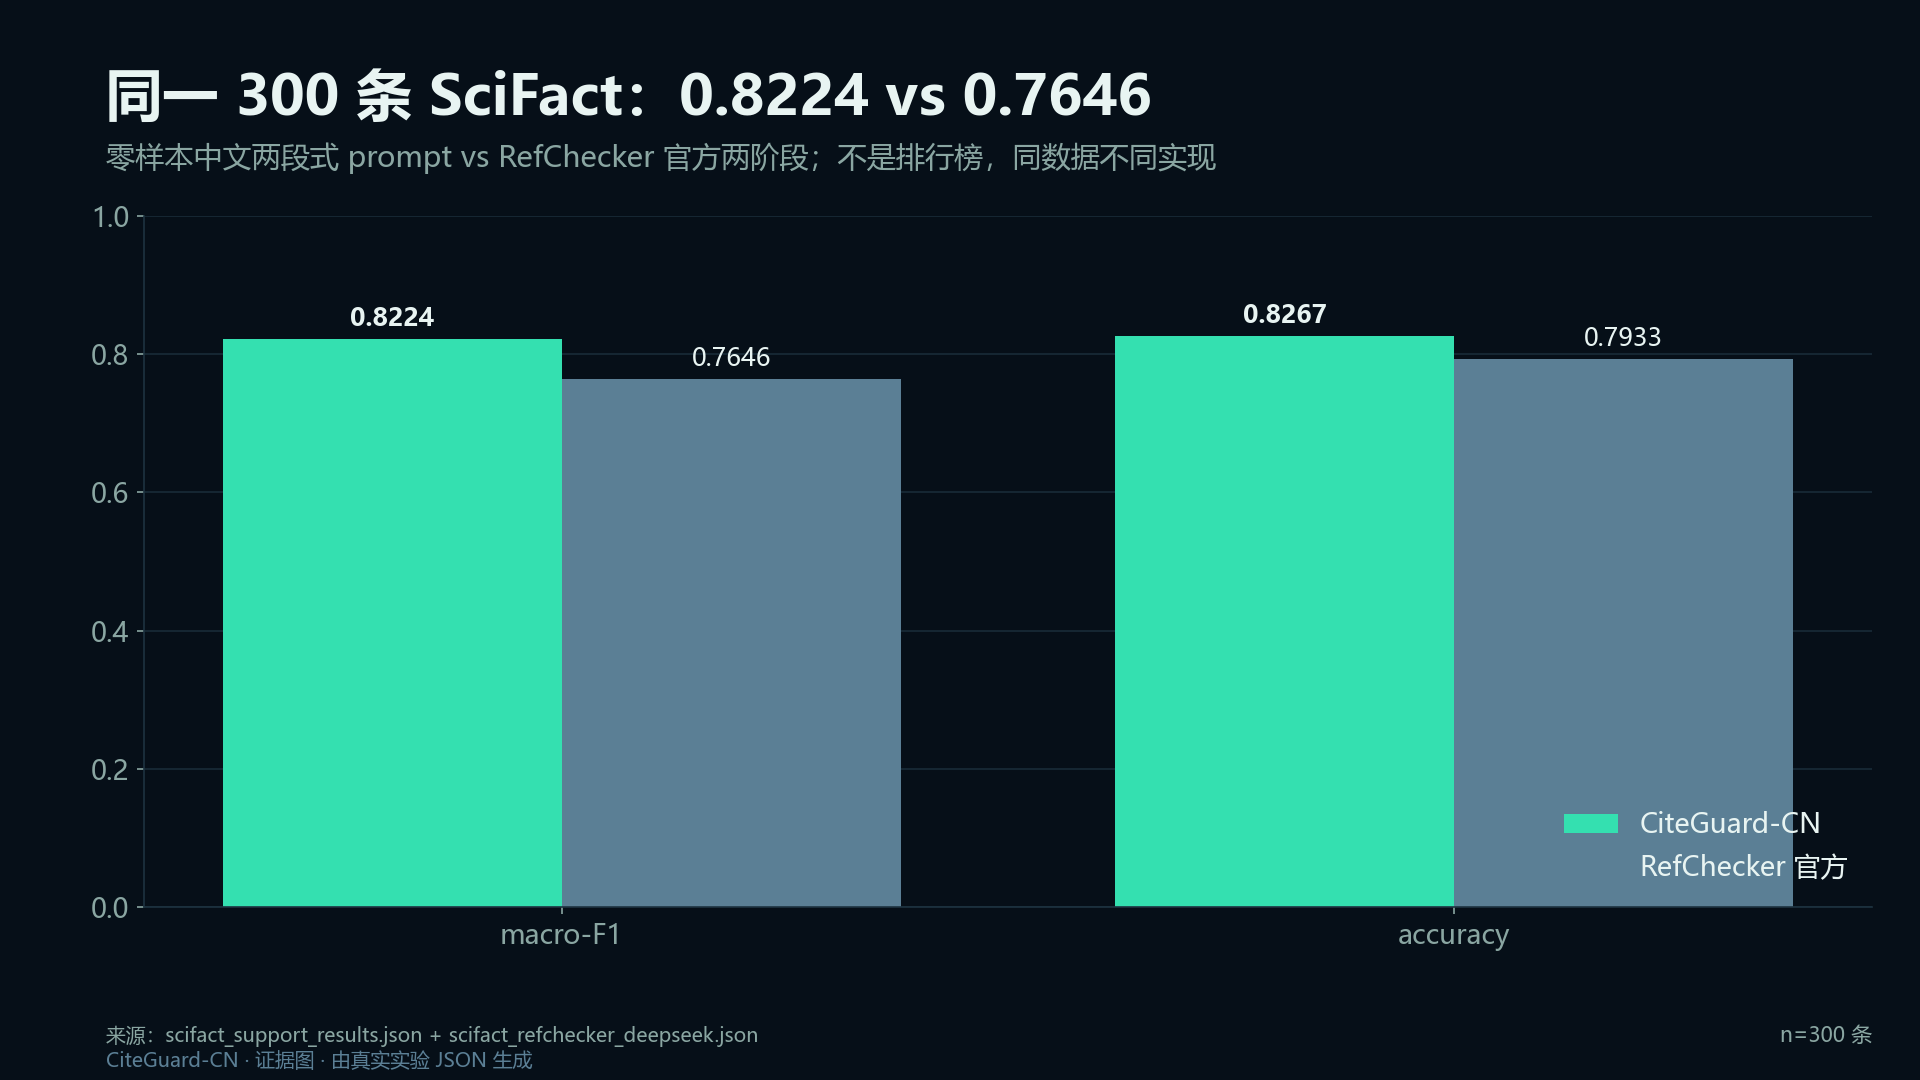 同一 300 条 SciFact：0.8224 vs 0.7646
零样本中文两段式 prompt vs RefChecker 官方两阶段；不是排行榜，同数据不同实现
1.0
0.8
0.6
0.4
0.2
0.0
0.8224
0.7646
0.8267
0.7933
CiteGuard-CN
RefChecker 官方
macro-F1
accuracy
来源：scifact_support_results.json + scifact_refchecker_deepseek.json
n=300 条
CiteGuard-CN · 证据图 · 由真实实验 JSON 生成